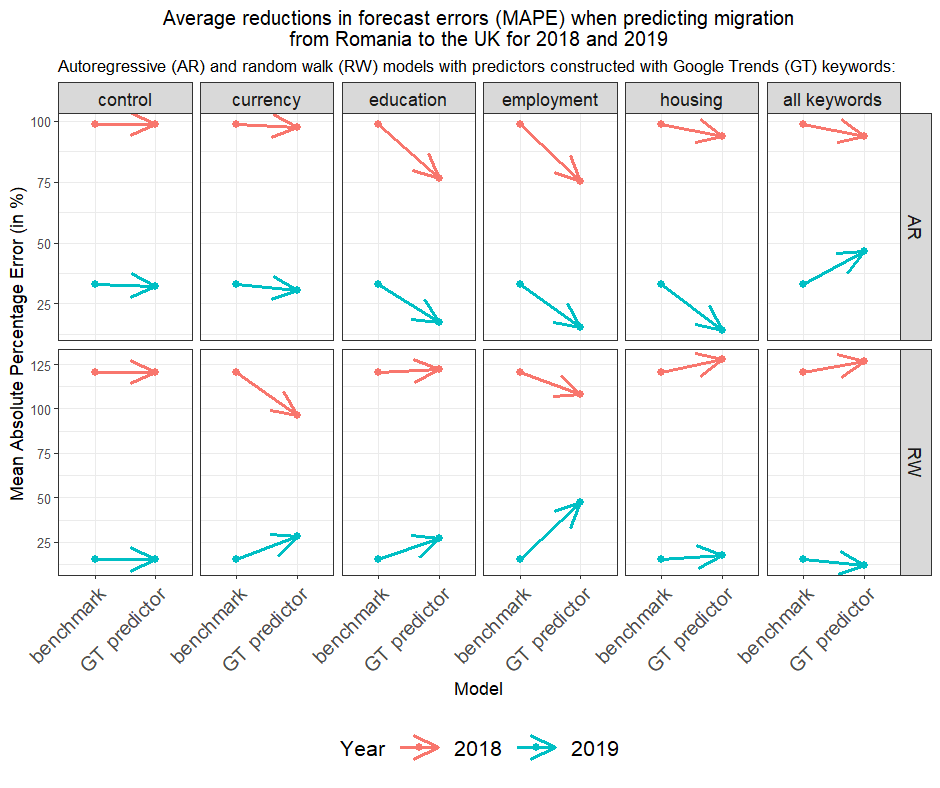 Average reductions in forecast errors (MAPE) when predicting migration
from Romania to the UK for 2018 and 2019
Autoregressive (AR) and random walk (RW) models with predictors constructed with Google Trends (GT) keywords:
control currency education employment housing all keywords
Mean Absolute Percentage Error (in %)
100
75
50
25
AR
125
100
75
50
25
RW
benchmark GT predictor benchmark GT predictor benchmark GT predictor benchmark GT predictor benchmark GT predictor benchmark GT predictor
Model
Year 2018 2019